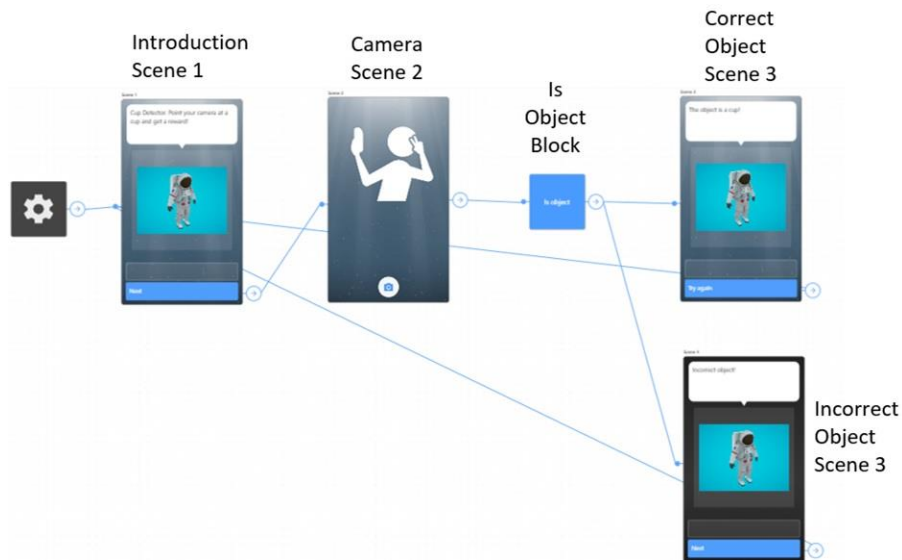 Introduction
Scene 1
Camera
Scene 2
Is
Object
Block
Correct
Object
Scene 3
Scene 1
Cup Detector. Point your camera at a
cup and get a reward!
Next
Is object
The object is a cup!
Try again
Incorrect object!
Next
Incorrect
Object
Scene 3